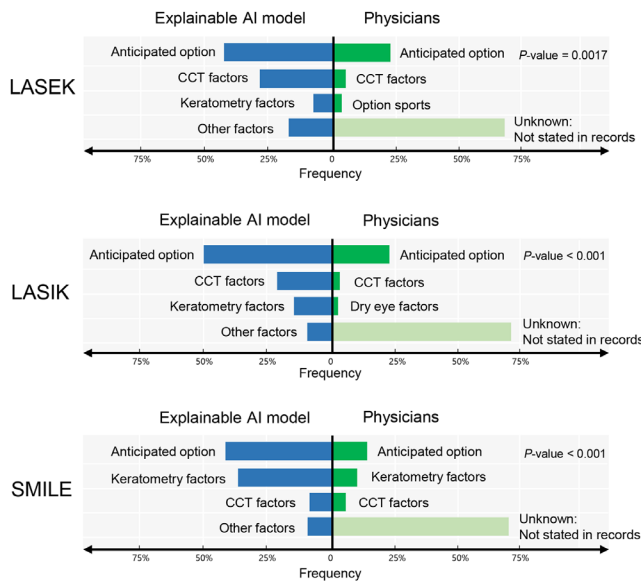 Explainable AI model Physicians
LASEK
Anticipated option Anticipated option P-value = 0.0017
CCT factors CCT factors
Keratometry factors Option sports
Other factors Unknown:
Not stated in records
75% 50% 25% 0 25% 50% 75%
Frequency
Explainable AI model Physicians
LASIK
Anticipated option Anticipated option P-value < 0.001
CCT factors CCT factors
Keratometry factors Dry eye factors
Other factors Unknown:
Not stated in records
75% 50% 25% 0 25% 50% 75%
Frequency
Explainable AI model Physicians
SMILE
Anticipated option Anticipated option P-value < 0.001
Keratometry factors Keratometry factors
CCT factors CCT factors
Other factors Unknown:
Not stated in records
75% 50% 25% 0 25% 50% 75%
Frequency